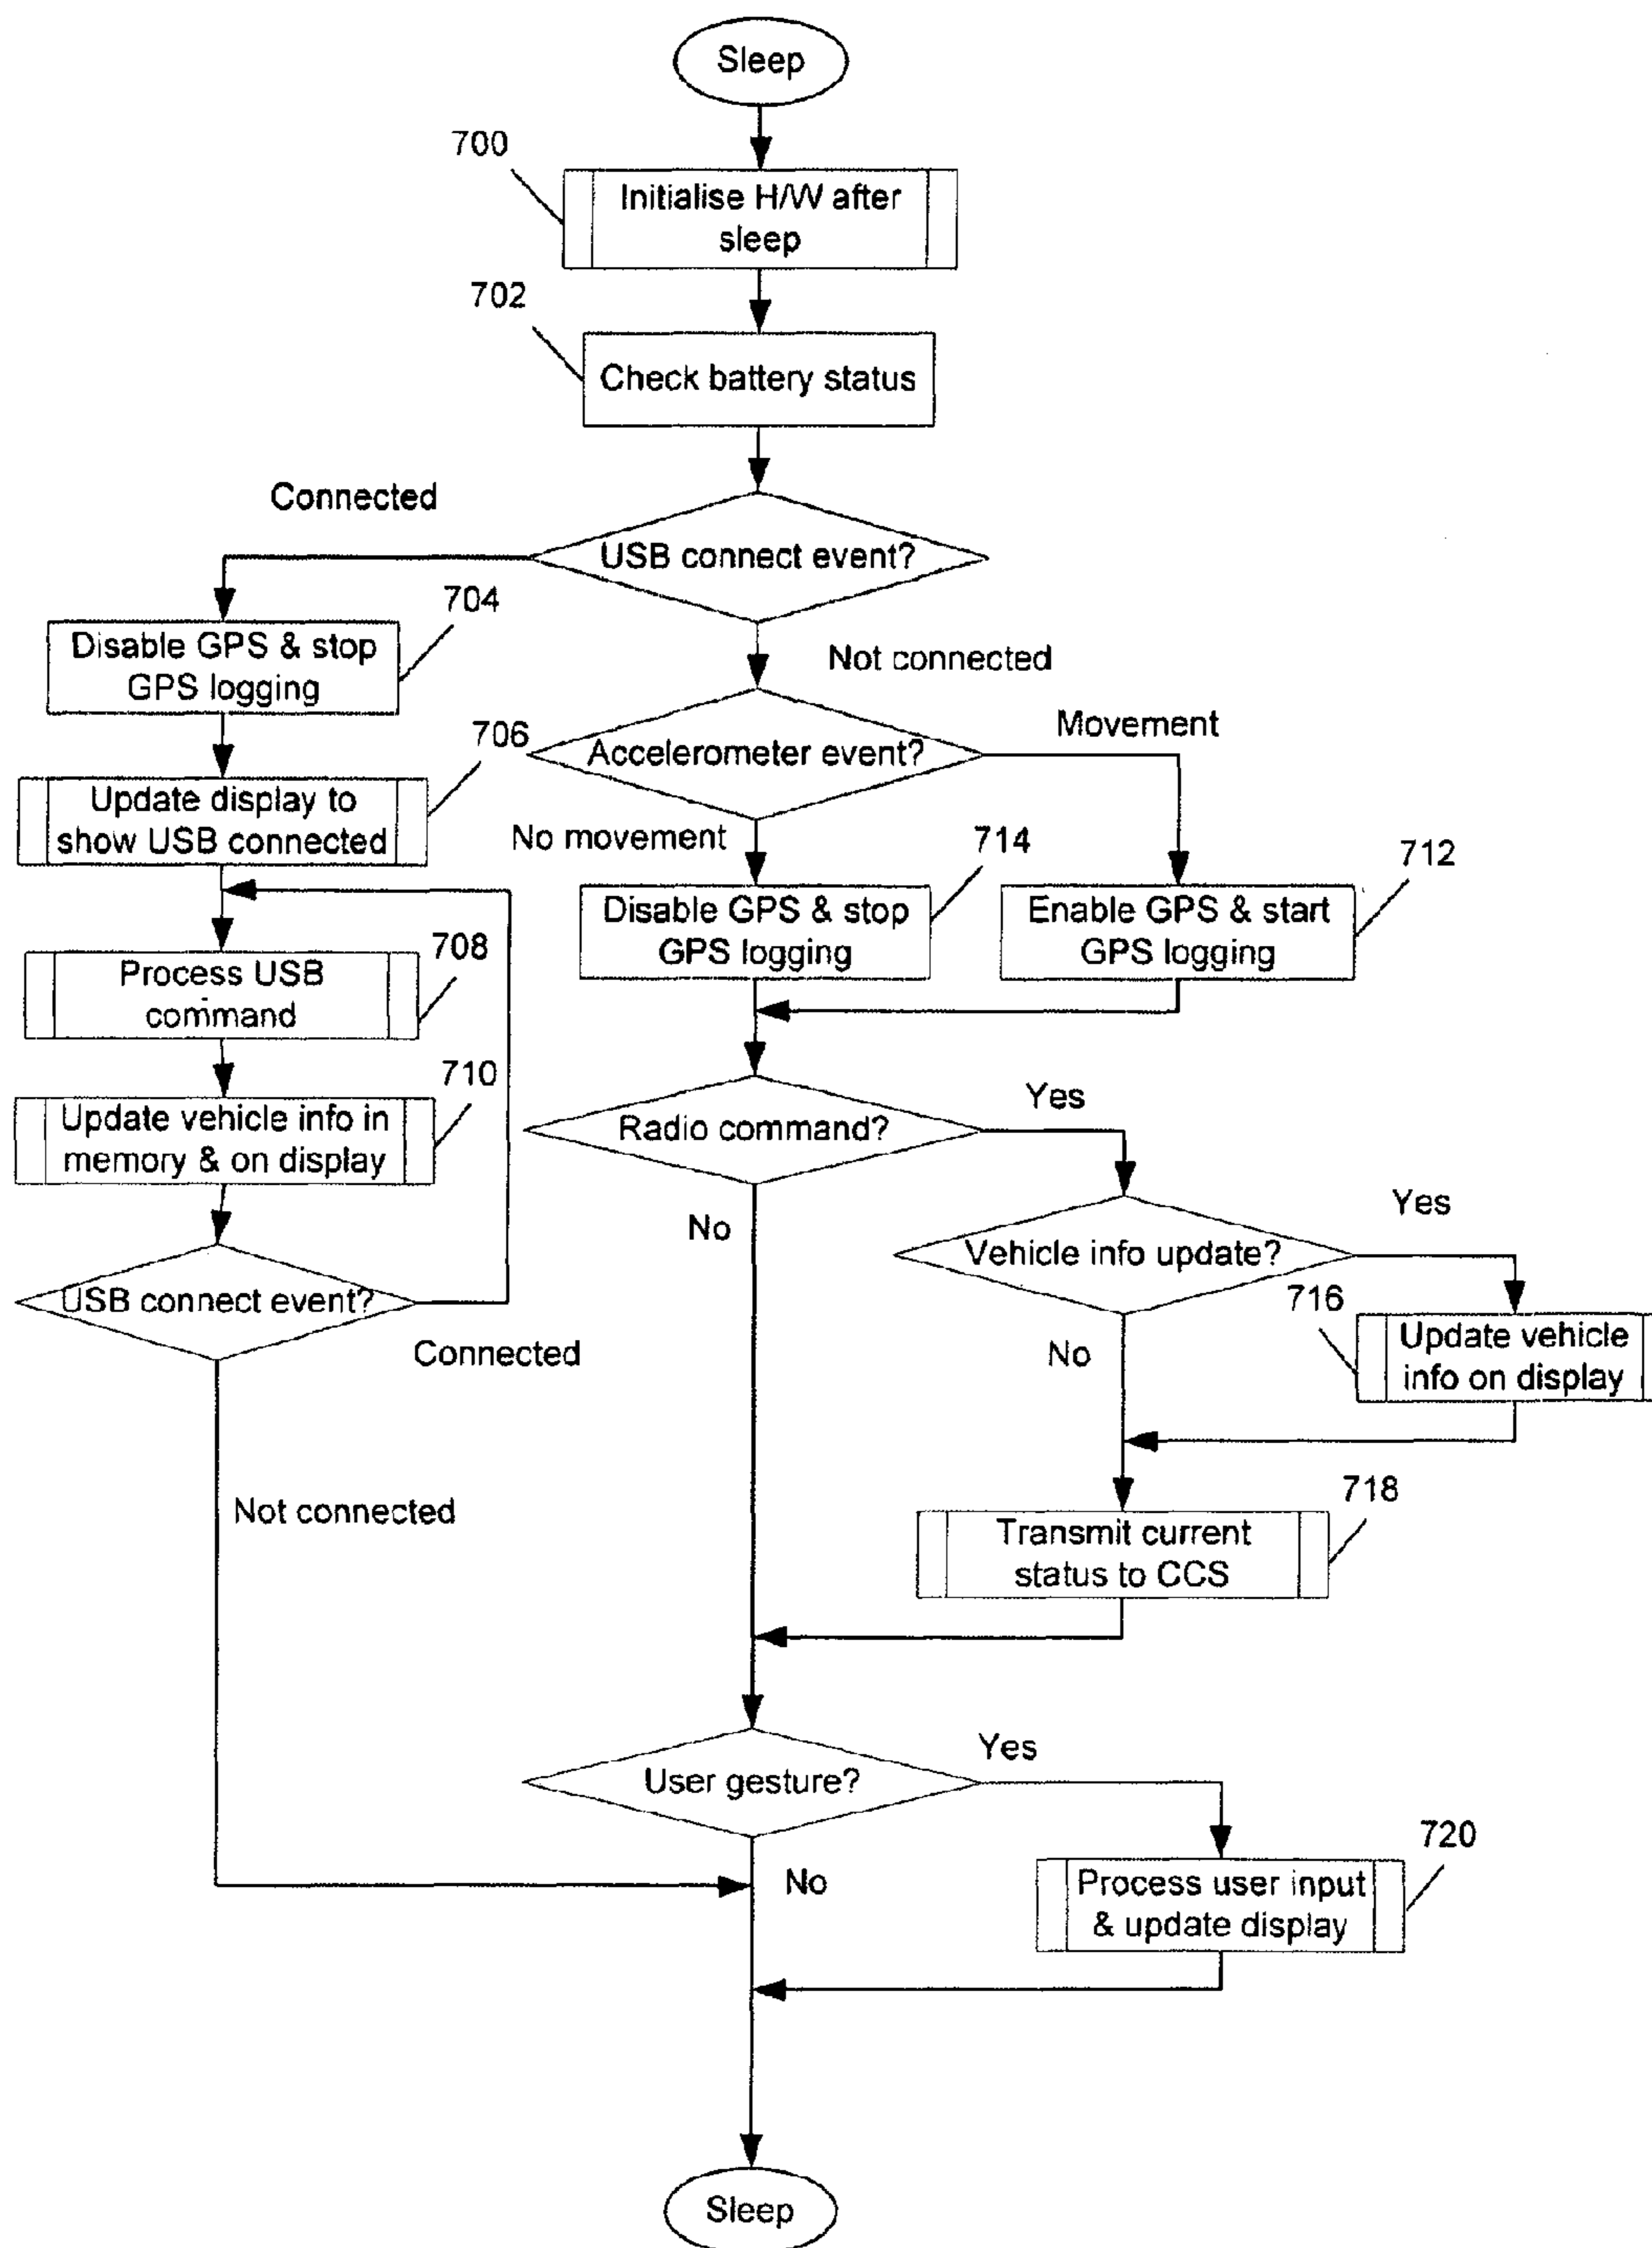 Sleep
700
Initialise H/W after
sleep
702
Check battery status
Connected
USB connect event?
704
Disable GPS & stop
GPS logging
Not connected
706
Movement
Accelerometer event?
Update display to
show USB connected
No movement
714
712
Disable GPS & stop
GPS logging
Enable GPS & start
GPS logging
708
Process USB
command
710
Update vehicle info in
memory & on display
Radio command?
Yes
No
Vehicle info update?
Yes
USB connect event?
Connected
716
Update vehicle
info on display
No
Not connected
718
Transmit current
status to CCS
User gesture?
Yes
No
720
Process user input
& update display
Sleep